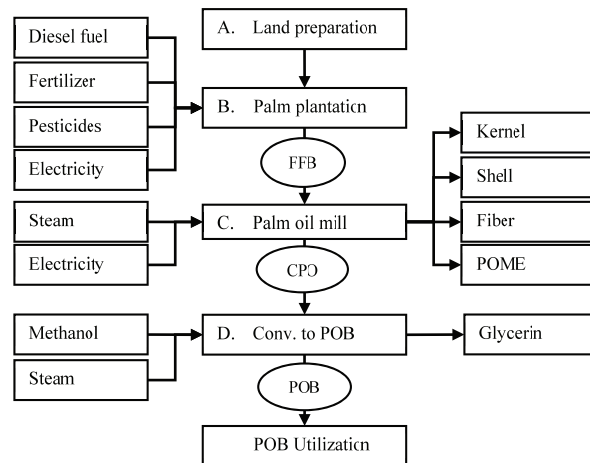 Diesel fuel
A. Land preparation
Fertilizer
B. Palm plantation
Pesticides
Kernel
Electricity
FFB
Shell
Steam
C. Palm oil mill
Fiber
Electricity
CPO
POME
Methanol
D. Conv. to POB
Glycerin
Steam
POB
POB Utilization